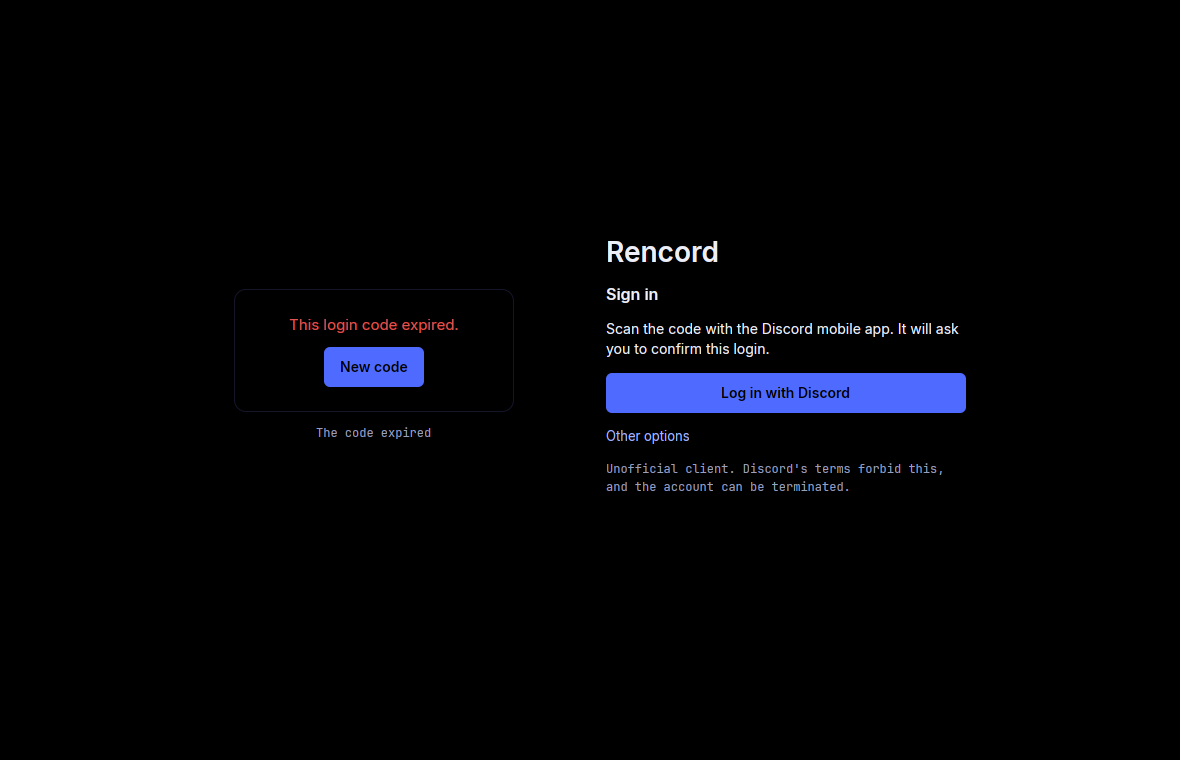 This login code expired.
New code
The code expired
Rencord
Sign in
Scan the code with the Discord mobile app. It will ask
you to confirm this login.
Log in with Discord
Other options
Unofficial client. Discord's terms forbid this,
and the account can be terminated.